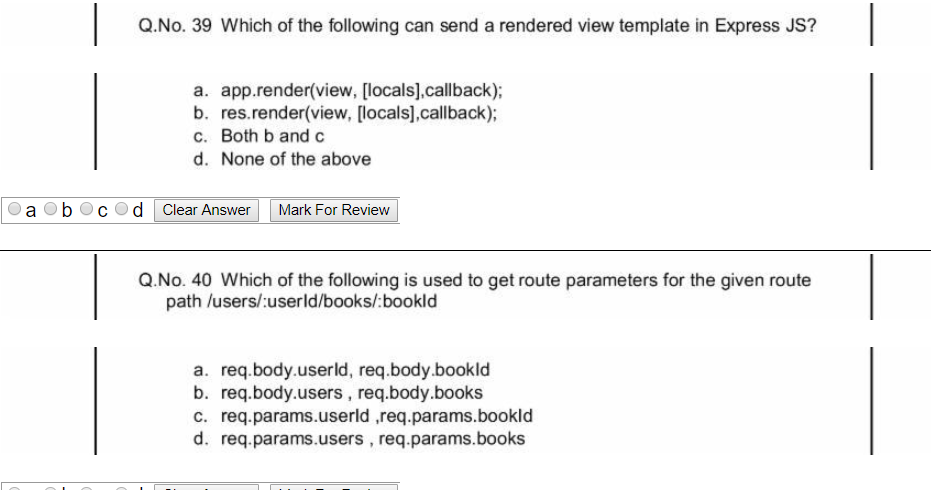 Q.No. 39 Which of the following can send a rendered view template in Express JS?
a. app.render(view, [locals],callback);
b. res.render(view, [locals],callback);
c. Both b and c
d. None of the above
a b c d Clear Answer Mark For Review
Q.No. 40 Which of the following is used to get route parameters for the given route
path /users/:userId/books/:bookId
a. req.body.userId, req.body.bookId
b. req.body.users , req.body.books
c. req.params.userId ,req.params.bookId
d. req.params.users , req.params.books